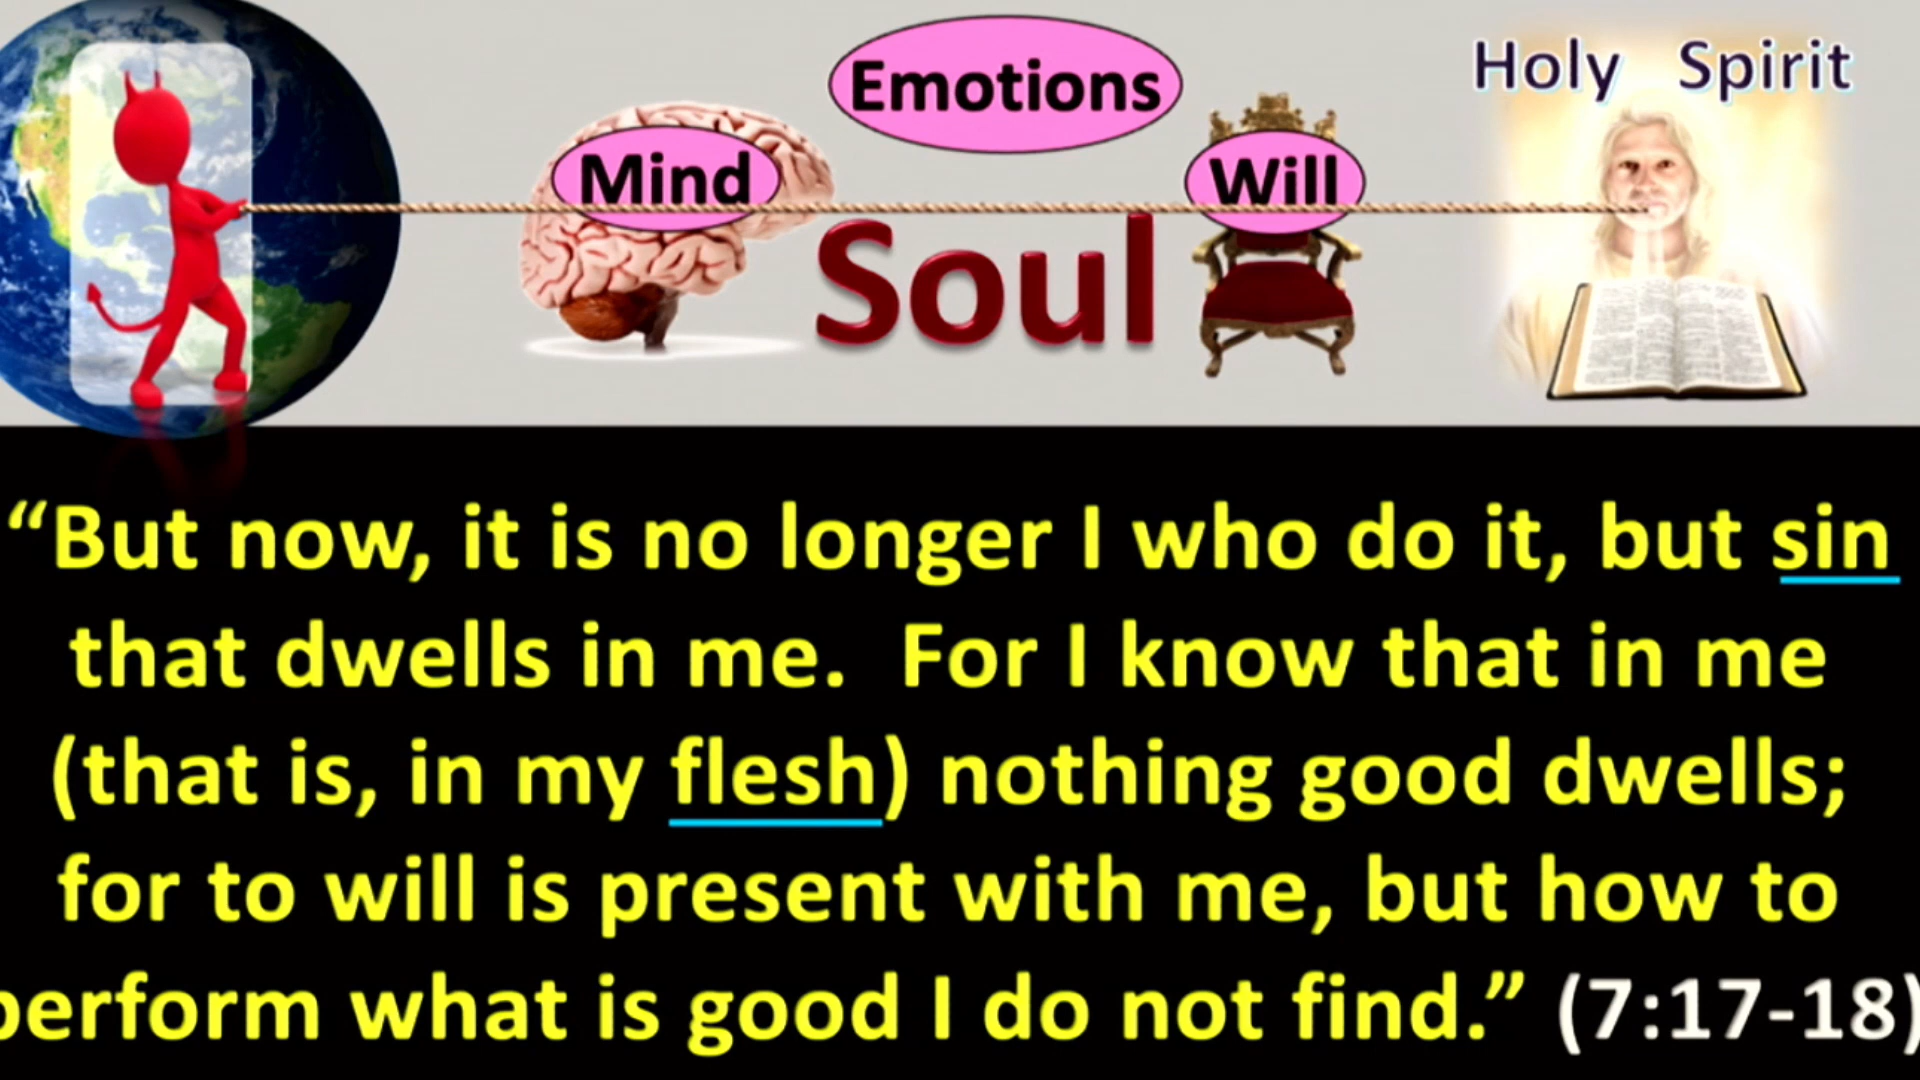 Holy Spirit
Emotions
Mind
Will
Soul
“But now, it is no longer I who do it, but sin
that dwells in me.  For I know that in me
(that is, in my flesh) nothing good dwells;
for to will is present with me, but how to
perform what is good I do not find.” (7:17-18)